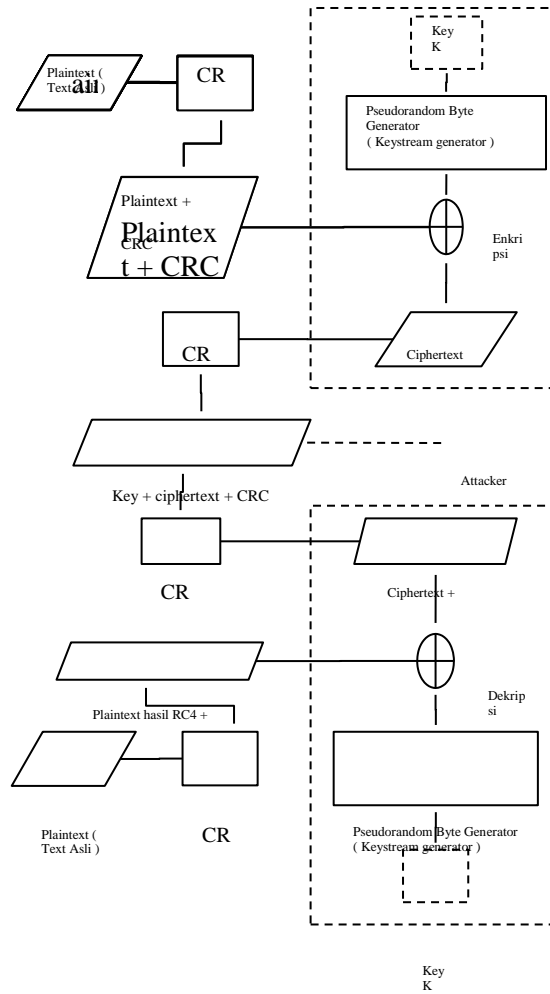 Key
K
Plaintext (
Text Asli )
CR
Pseudorandom Byte
Generator
( Keystream generator )
Plaintext +
CRC
Plaintex
t + CRC
Enkri
psi
CR
Ciphertext
Attacker
Key + ciphertext + CRC
CR
Ciphertext +
Plaintext hasil RC4 +
Dekrip
si
Plaintext (
Text Asli )
CR
Pseudorandom Byte Generator
( Keystream generator )
Key
K